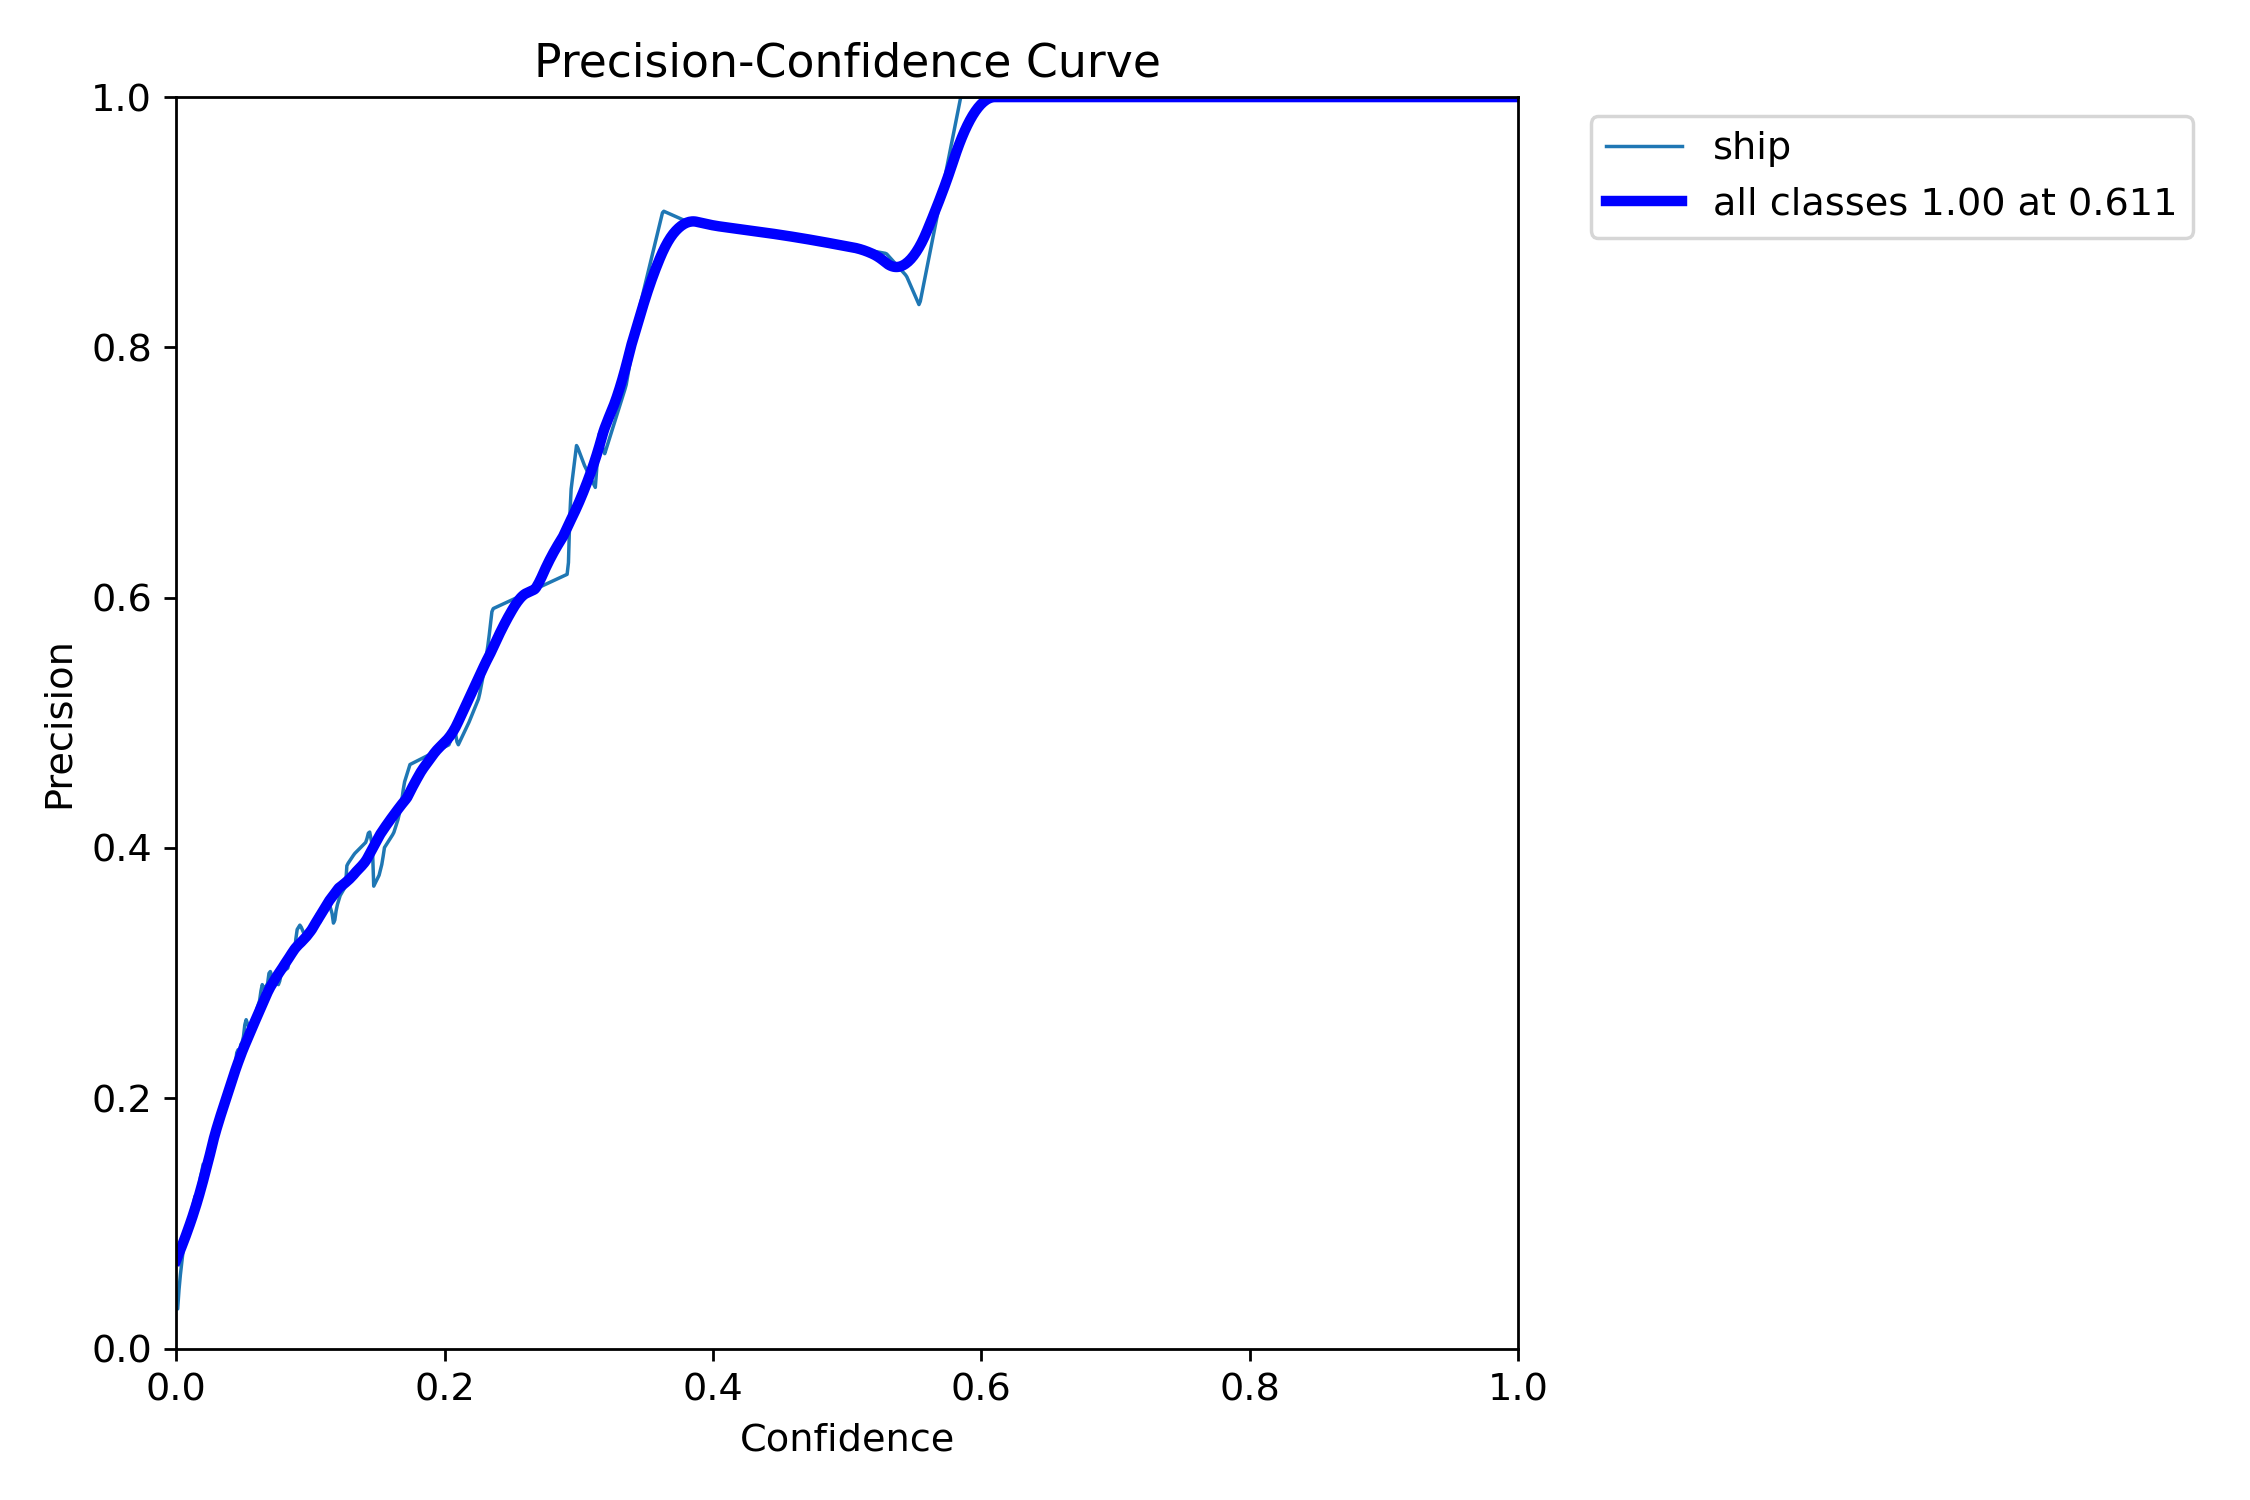 Precision-Confidence Curve
1.0
0.8
0.6
0.4
0.2
0.0
Precision
0.0 0.2 0.4 0.6 0.8 1.0
Confidence
ship
all classes 1.00 at 0.611